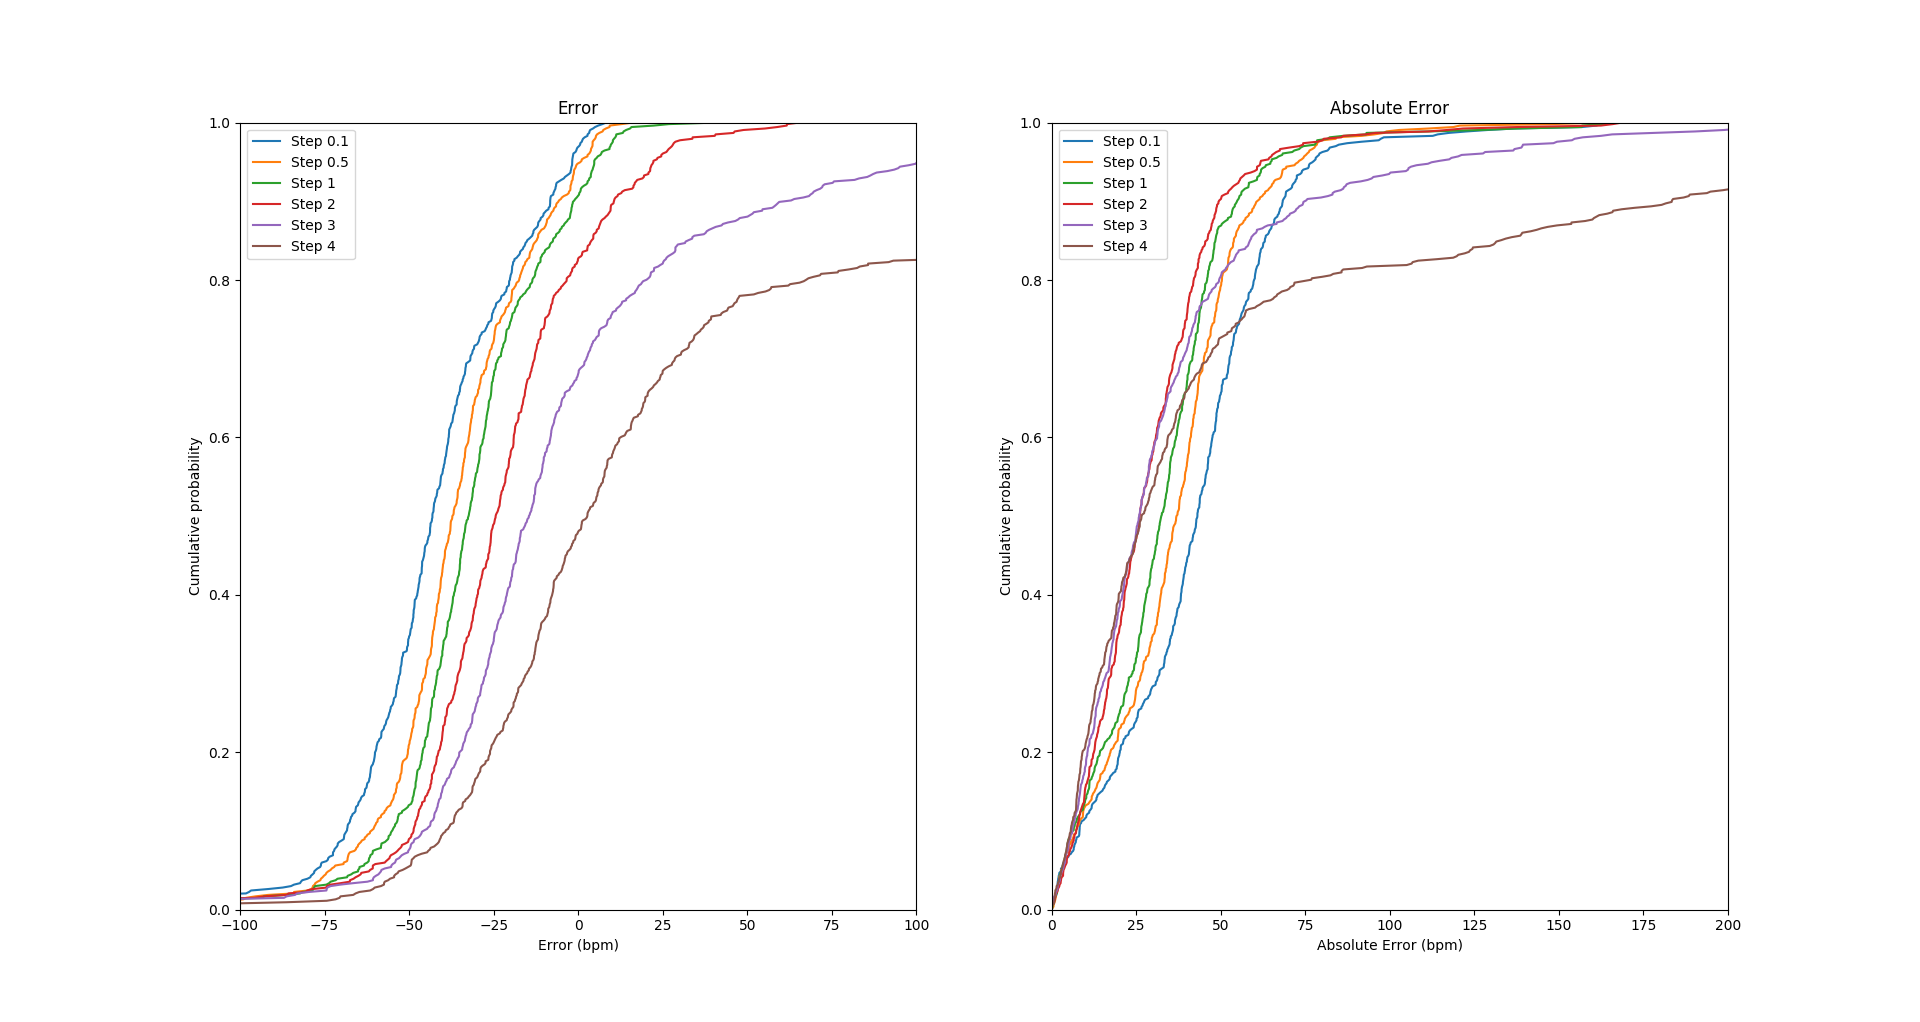 Error
Step 0.1
Step 0.5
Step 1
Step 2
Step 3
Step 4
Cumulative probability
1.0
0.8
0.6
0.4
0.2
0.0
−100
−75
−50
−25
0
25
50
75
100
Error (bpm)
Absolute Error
Step 0.1
Step 0.5
Step 1
Step 2
Step 3
Step 4
Cumulative probability
1.0
0.8
0.6
0.4
0.2
0.0
0
25
50
75
100
125
150
175
200
Absolute Error (bpm)